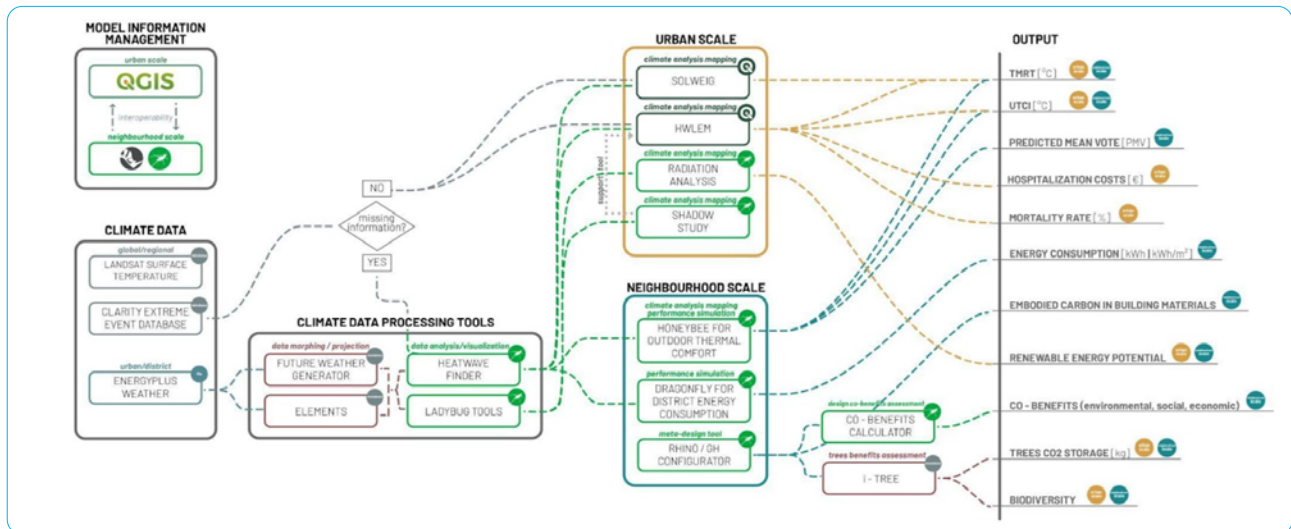 MODEL INFORMATION
MANAGEMENT
urban scale
QGIS
interoperability
neighbourhood scale
CLIMATE DATA
global/regional
LANDSAT SURFACE
TEMPERATURE
CLARITY EXTREME
EVENT DATABASE
urban/district
ENERGYPLUS
WEATHER
NO
missing
information?
YES
CLIMATE DATA PROCESSING TOOLS
data morphing / projection
FUTURE WEATHER
GENERATOR
ELEMENTS
data analysis/visualization
HEATWAVE
FINDER
LADYBUG TOOLS
URBAN SCALE
climate analysis mapping
SOLWEIG
climate analysis mapping
HWLEM
support tool
climate analysis mapping
RADIATION
ANALYSIS
climate analysis mapping
SHADOW
STUDY
NEIGHBOURHOOD SCALE
climate analysis mapping
performance simulation
HONEYBEE FOR
OUTDOOR THERMAL
COMFORT
performance simulation
DRAGONFLY FOR
DISTRICT ENERGY
CONSUMPTION
meta-design tool
RHINO / GH
CONFIGURATOR
design co-benefits assessment
CO - BENEFITS
CALCULATOR
trees benefits assessment
i - TREE
OUTPUT
TMRT [°C]
UTCI [°C]
PREDICTED MEAN VOTE [PMV]
HOSPITALIZATION COSTS [€]
MORTALITY RATE [%]
ENERGY CONSUMPTION [kWh | kWh/m²]
EMBODIED CARBON IN BUILDING MATERIALS
RENEWABLE ENERGY POTENTIAL
CO - BENEFITS (environmental, social, economic)
TREES CO2 STORAGE [kg]
BIODIVERSITY